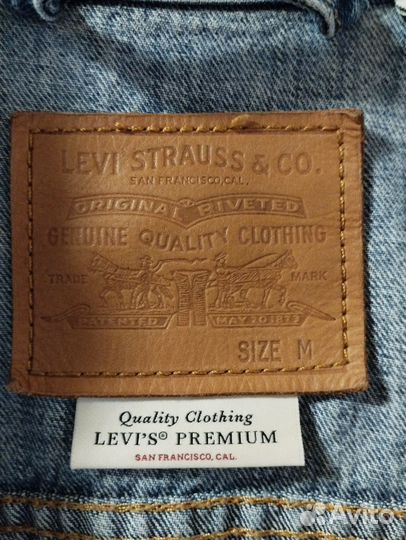 LEVI STRAUSS & CO.
SAN FRANCISCO, CAL.
ORIGINAL RIVETED
GENUINE QUALITY CLOTHING
TRADE MARK
PATENTED MAY 20 1873
SIZE M
Quality Clothing
LEVI'S® PREMIUM
SAN FRANCISCO, CAL.
Avito